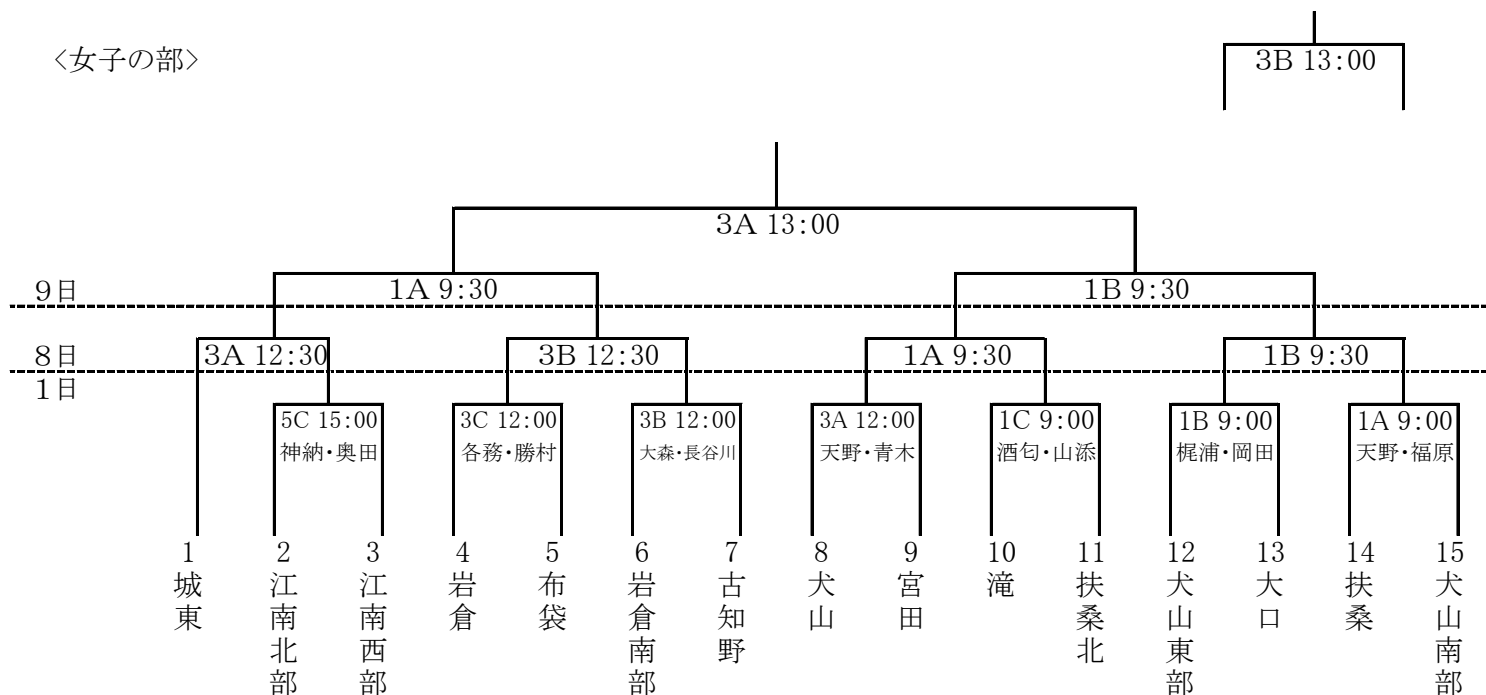 <女子の部>
3B 13:00
3A 13:00
9日
1A 9:30
1B 9:30
8日
3A 12:30
3B 12:30
1A 9:30
1B 9:30
1日
5C 15:00
神納・奥田
3C 12:00
各務・勝村
3B 12:00
大森・長谷川
3A 12:00
天野・青木
1C 9:00
酒匂・山添
1B 9:00
梶浦・岡田
1A 9:00
天野・福原
1
城東
2
江南北部
3
江南西部
4
岩倉
5
布袋
6
岩倉南部
7
古知野
8
犬山
9
宮田
10
滝
11
扶桑北
12
犬山東部
13
大口
14
扶桑
15
犬山南部